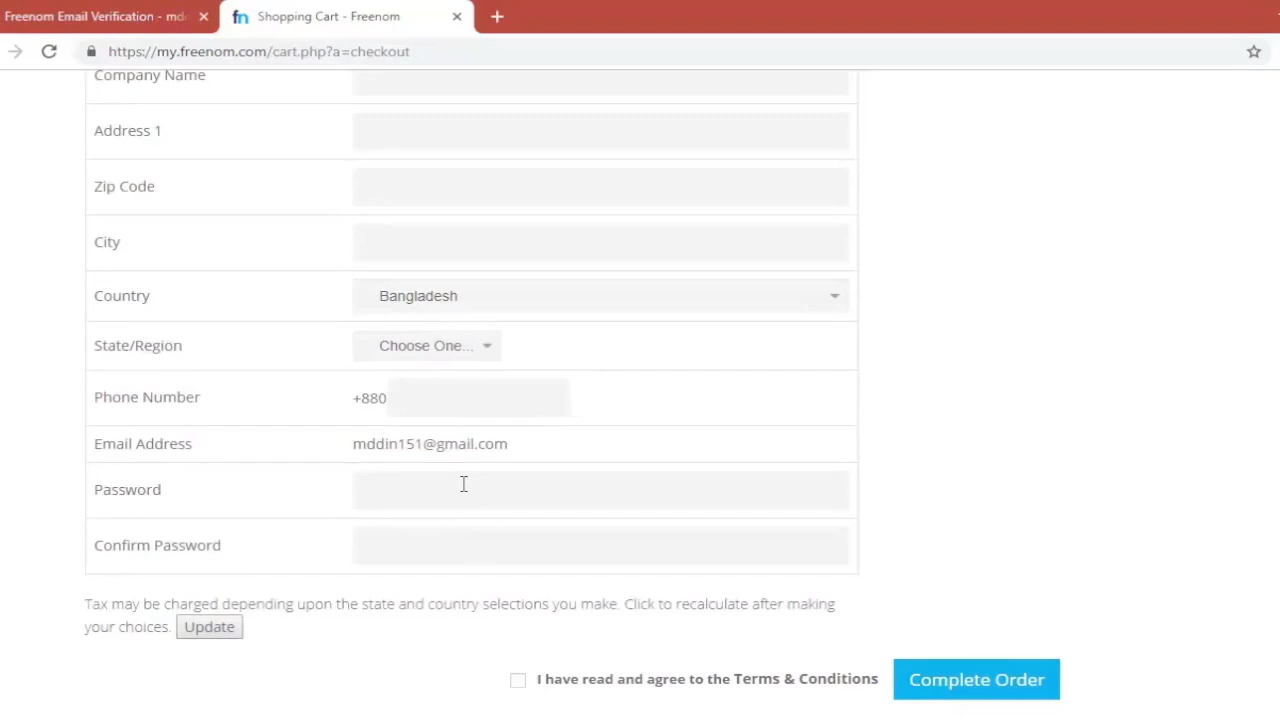 Freenom Email Verification - mdd
Shopping Cart - Freenom
https://my.freenom.com/cart.php?a=checkout
Company Name
Address 1
Zip Code
City
Country Bangladesh
State/Region Choose One...
Phone Number +880
Email Address mddin151@gmail.com
Password
Confirm Password
Tax may be charged depending upon the state and country selections you make. Click to recalculate after making
your choices. Update
I have read and agree to the Terms & Conditions Complete Order